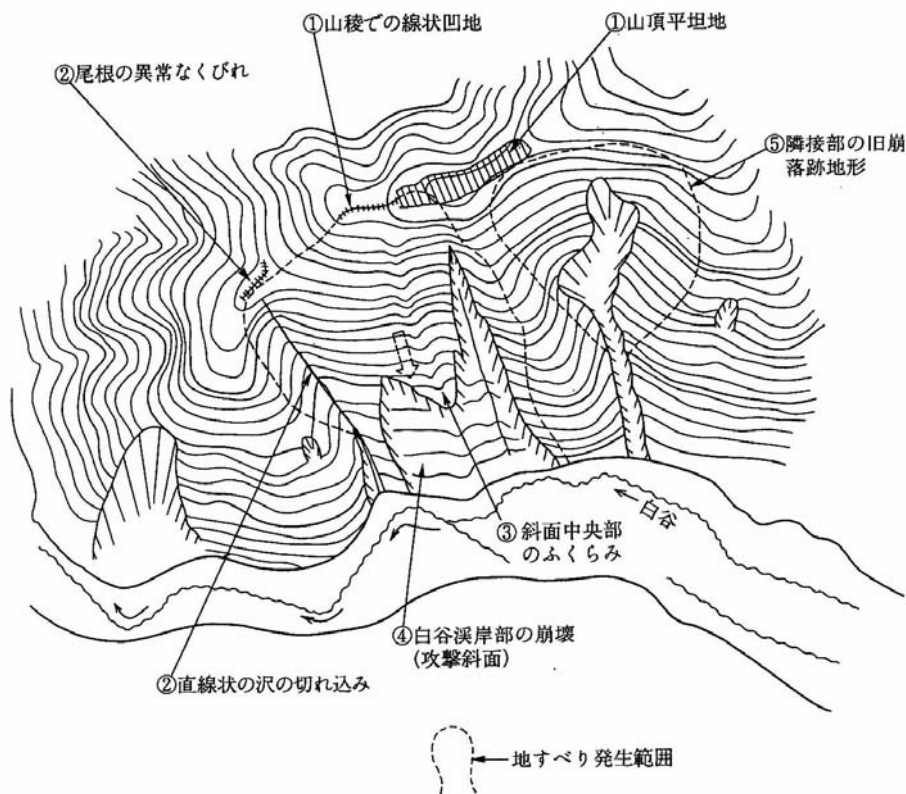 ①山稜での線状凹地
①山頂平坦地
②尾根の異常なくびれ
⑤隣接部の旧崩
落跡地形
白谷
③斜面中央部
のふくらみ
④白谷渓岸部の崩壊
(攻撃斜面)
②直線状の沢の切れ込み
地すべり発生範囲